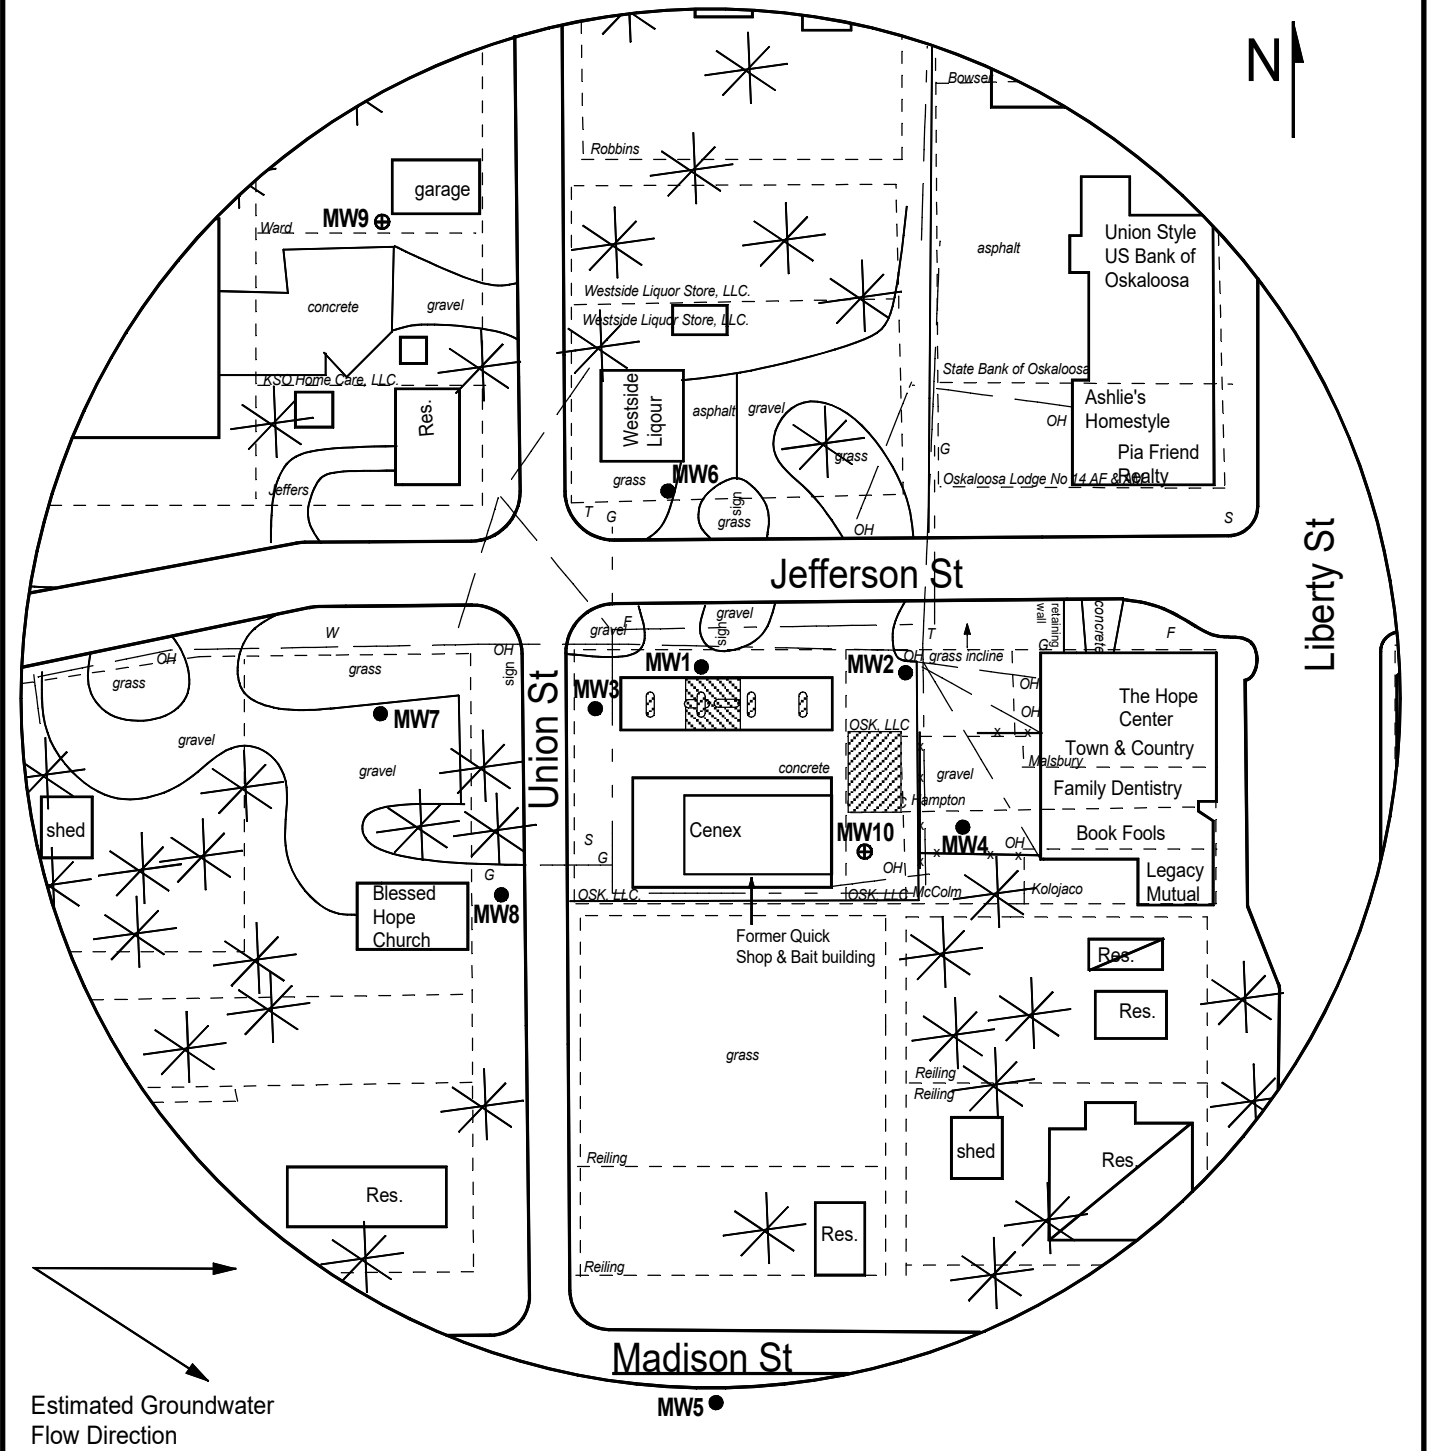 N
Bowsel
Robbins
garage
MW9
Ward
Union Style
US Bank of
Oskaloosa
asphalt
concrete
gravel
Westside Liquor Store, LLC.
Westside Liquor Store, LLC.
KSO Home Care, LLC.
State Bank of Oskaloosa
Res.
Westside
Liqour
asphalt
gravel
Ashlie's
Homestyle
OH
Pia Friend
Realty
grass
G
grass
MW6
Oskaloosa Lodge No 14 AF &
Jeffers
sign
grass
T
G
OH
S
Jefferson St
Liberty St
W
OH
grass
OH
sign
grass
gravel
F
gravel
sign
T
OH
grass incline
retaining
wall
G
concrete
F
MW1
MW2
MW3
MW7
Union St
gravel
gravel
OSK, LLC
OH
OH
x
x
The Hope
Center
Town & Country
Malsbury
Family Dentistry
concrete
gravel
Hampton
shed
Cenex
MW10
MW4
OH
x
x
x
Book Fools
Legacy
Mutual
S
G
G
OH
MW8
Blessed
Hope
Church
OSK, LLC.
OSK, LLC
McColm
Kolojaco
Former Quick
Shop & Bait building
Res.
Res.
grass
Reiling
Reiling
shed
Res.
Reiling
Res.
Res.
Reiling
Madison St
MW5
Estimated Groundwater
Flow Direction